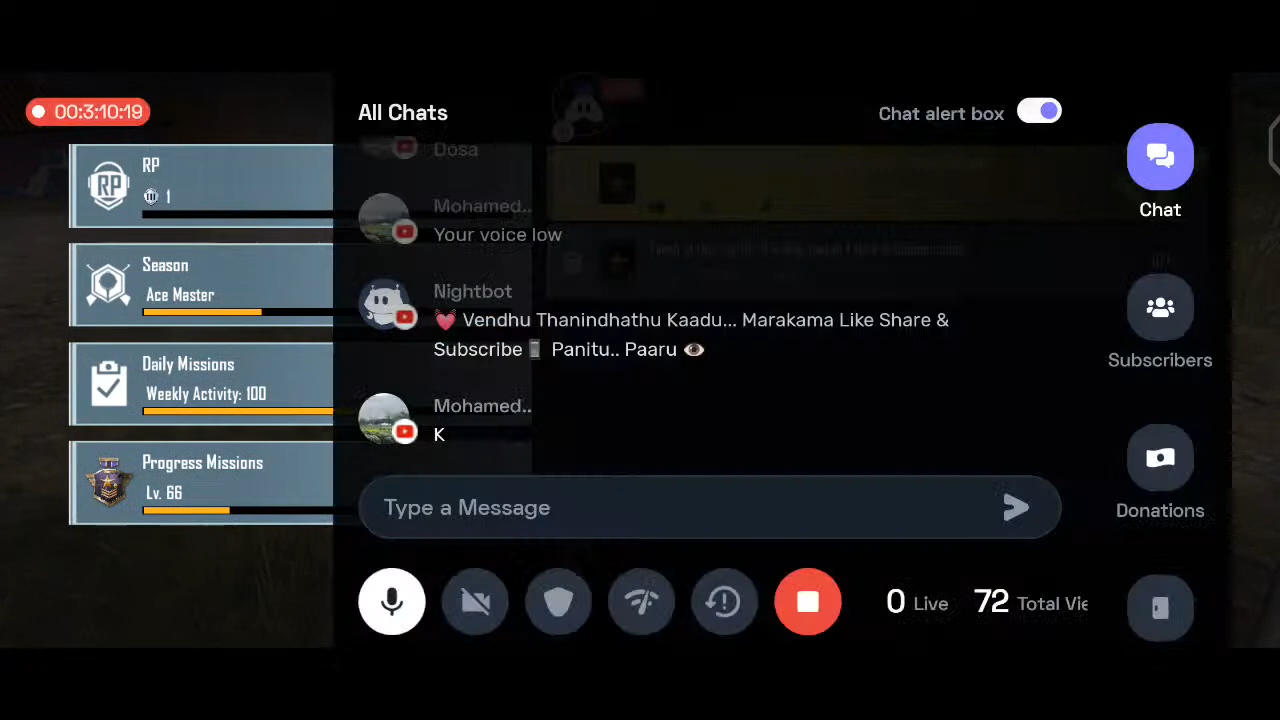 00:3:10:19
All Chats
Chat alert box
RP
1
Dosa
Mohamed..
Your voice low
Chat
Season
Ace Master
Nightbot
💓 Vendhu Thanindhathu Kaadu... Marakama Like Share &
Subscribe📱 Panitu.. Paaru 👁️
Subscribers
Daily Missions
Weekly Activity: 100
Mohamed..
K
Progress Missions
Lv. 66
Type a Message
Donations
0 Live
72 Total Vie